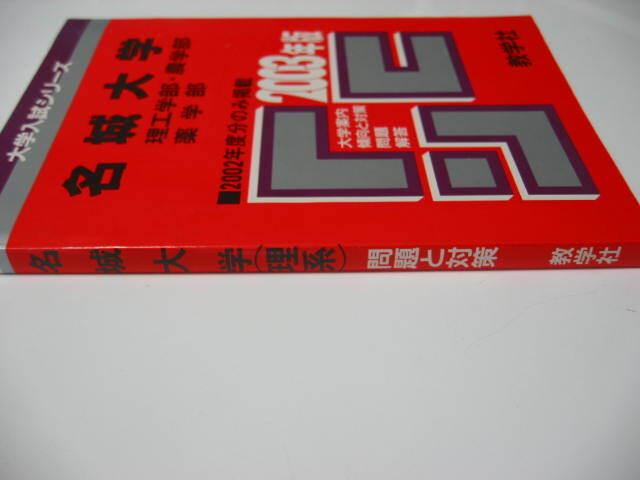 大学入試シリーズ
名城大学
理工学部・農学部
薬学部
■2002年度分のみ掲載
2003年版
大学案内
傾向と対策
問題
解答
教学社
名城大学(理系)
問題と対策
教学社